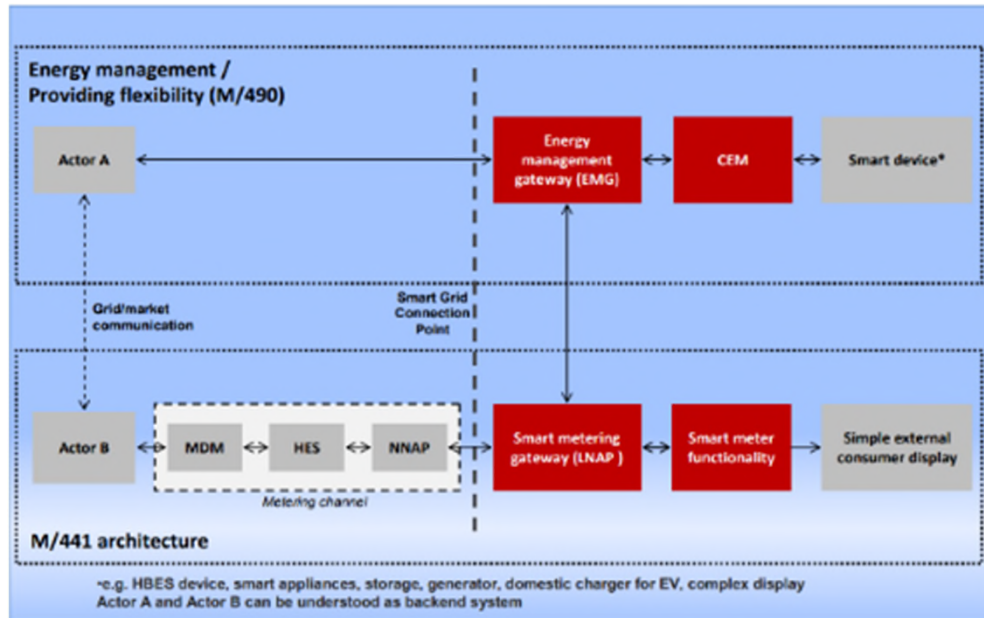 Energy management /
Providing flexibility (M/490)
Actor A
Energy
management
gateway (EMG)
CEM
Smart device*
Grid/market
communication
Smart Grid
Connection
Point
Actor B
MDM
HES
NNAP
Smart metering
gateway (LNAP )
Smart meter
functionality
Simple external
consumer display
Metering channel
M/441 architecture
*e.g. HBES device, smart appliances, storage, generator, domestic charger for EV, complex display
Actor A and Actor B can be understood as backend system